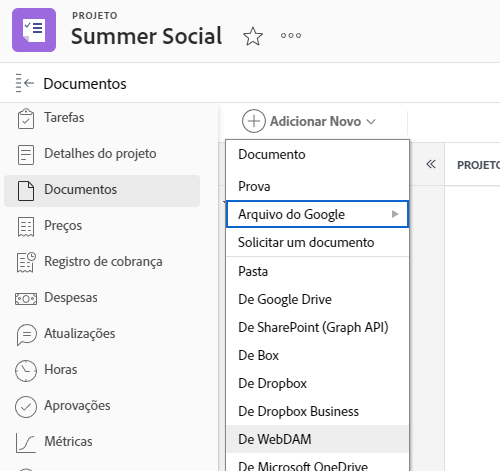 PROJETO
Summer Social
Documentos
Tarefas
Detalhes do projeto
Documentos
Preços
Registro de cobrança
Despesas
Atualizações
Horas
Aprovações
Métricas
Adicionar Novo
Documento
Prova
Arquivo do Google
Solicitar um documento
Pasta
De Google Drive
De SharePoint (Graph API)
De Box
De Dropbox
De Dropbox Business
De WebDAM
De Microsoft OneDrive
PROJETO